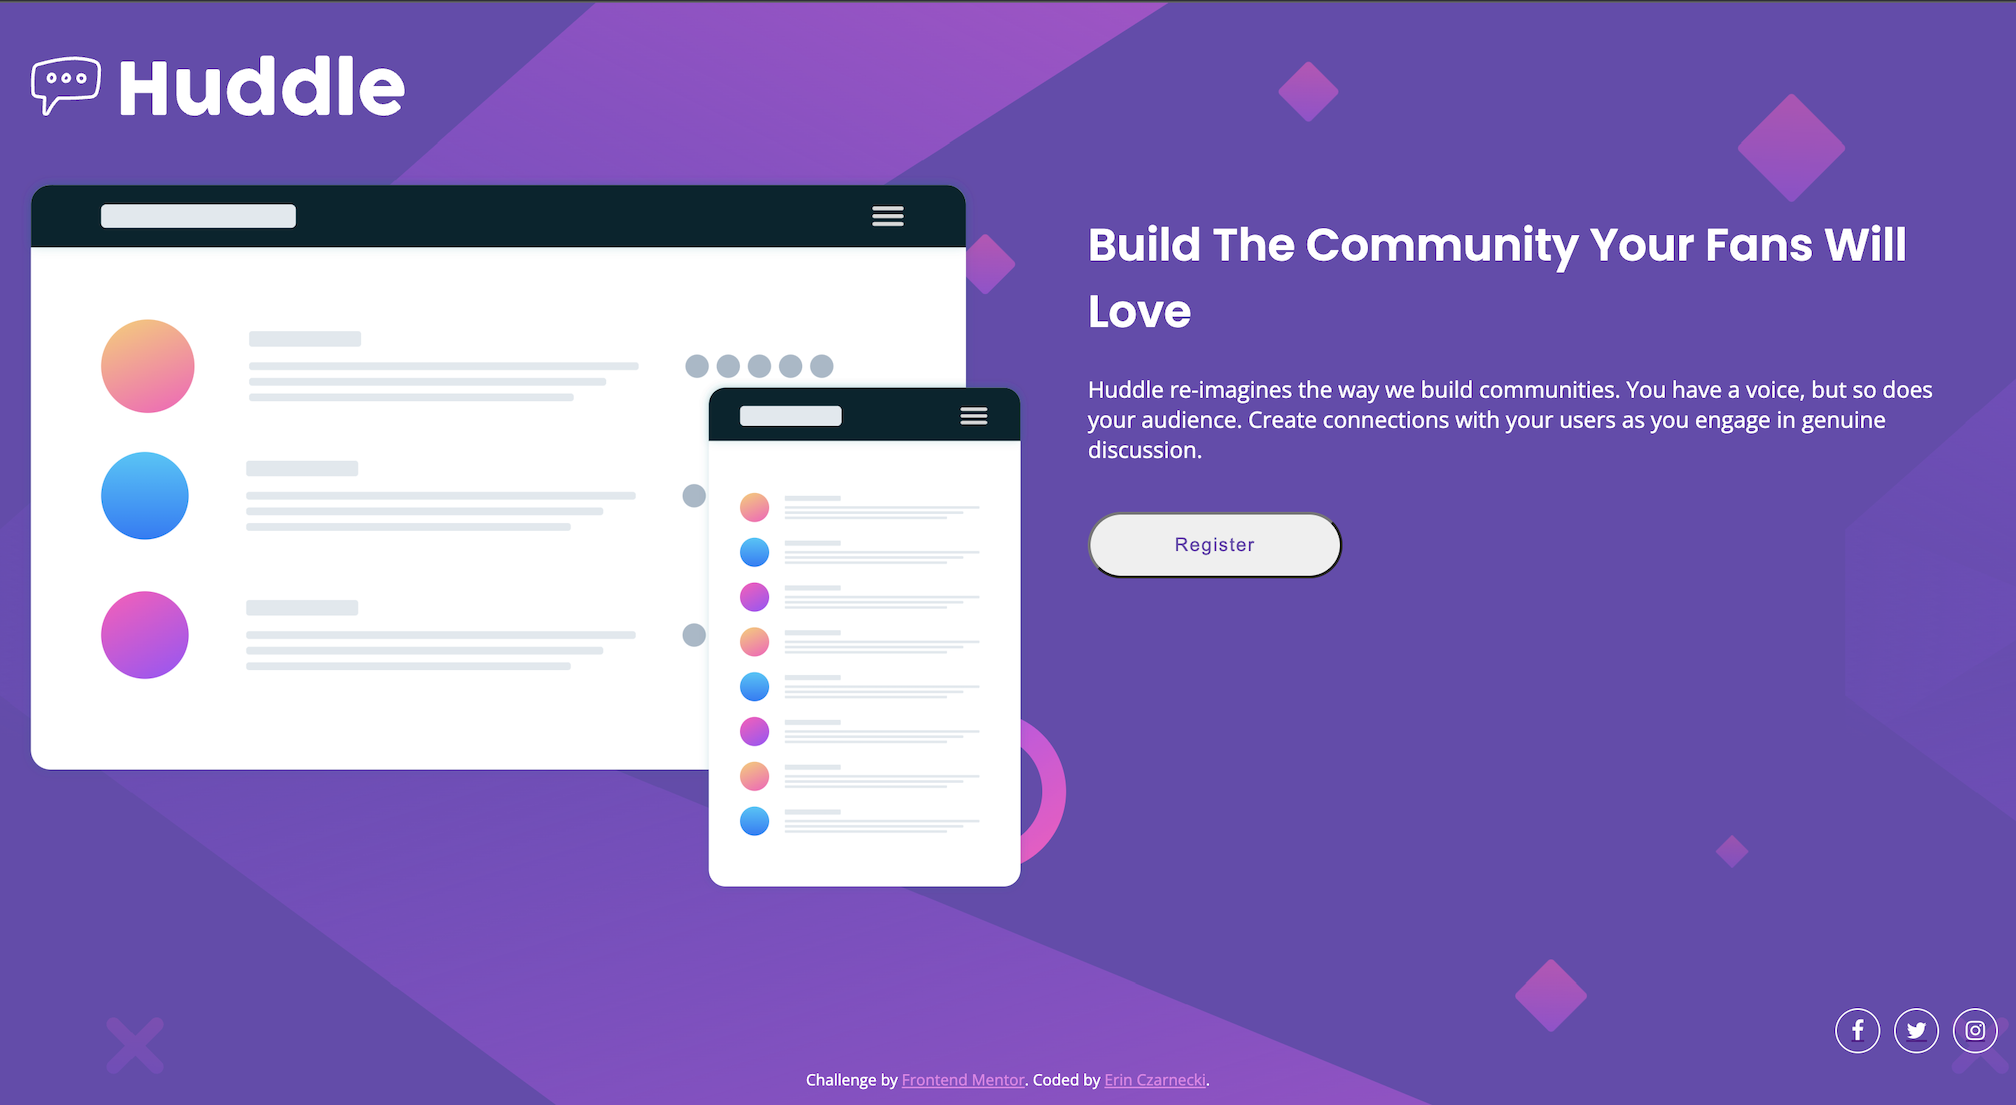 Huddle
Build The Community Your Fans Will
Love
Huddle re-imagines the way we build communities. You have a voice, but so does
your audience. Create connections with your users as you engage in genuine
discussion.
Register
Challenge by Frontend Mentor. Coded by Erin Czarnecki.